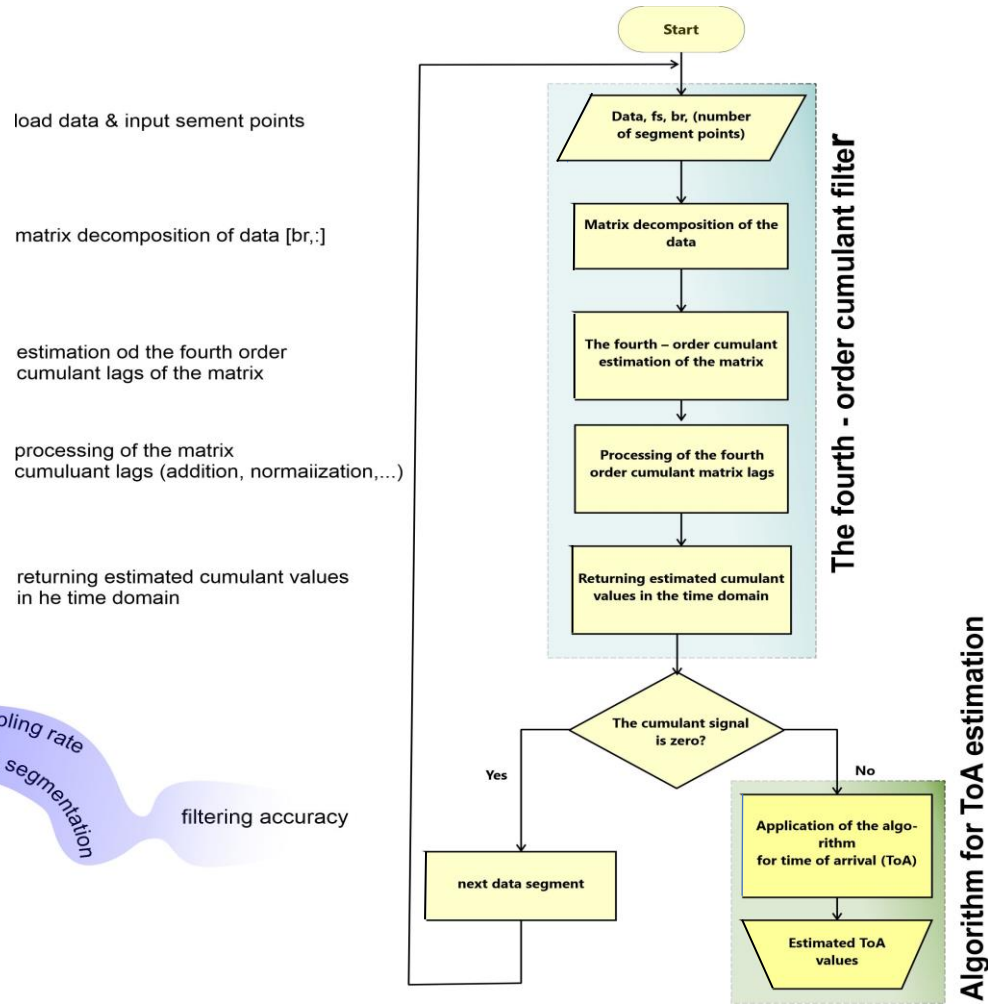 Start
load data & input sement points
Data, fs, br, (number
of segment points)
matrix decomposition of data [br,:]
Matrix decomposition of the
data
estimation od the fourth order
cumulant lags of the matrix
The fourth – order cumulant
estimation of the matrix
processing of the matrix
cumuluant lags (addition, normaiization,...)
Processing of the fourth
order cumulant matrix lags
returning estimated cumulant values
in he time domain
Returning estimated cumulant
values in the time domain
The fourth - order cumulant filter
The cumulant signal
is zero?
Yes
No
rate
segmentation
filtering accuracy
next data segment
Application of the algo-
rithm
for time of arrival (ToA)
Estimated ToA
values
Algorithm for ToA estimation